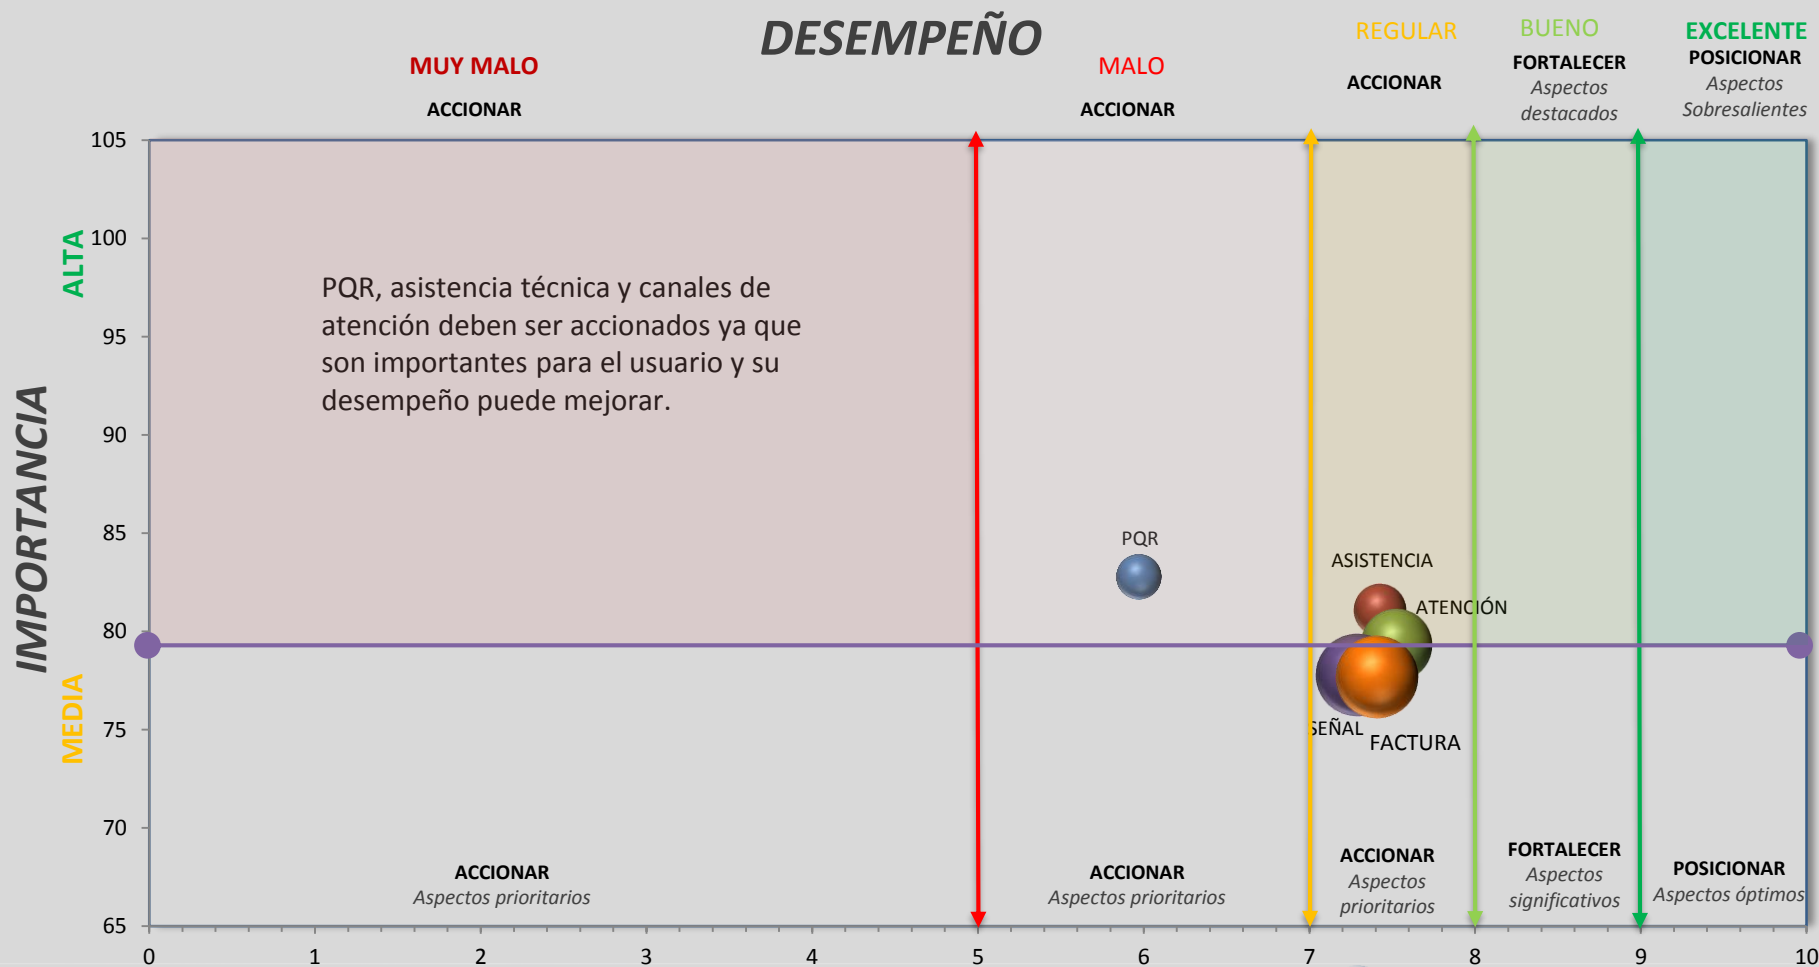 DESEMPEÑO
MUY MALO
ACCIONAR
MALO
ACCIONAR
REGULAR
ACCIONAR
BUENO
FORTALECER
Aspectos
destacados
EXCELENTE
POSICIONAR
Aspectos
Sobresalientes
IMPORTANCIA
ALTA
MEDIA
105
100
95
90
85
80
75
70
65
PQR, asistencia técnica y canales de
atención deben ser accionados ya que
son importantes para el usuario y su
desempeño puede mejorar.
PQR
ASISTENCIA
ATENCIÓN
SEÑAL
FACTURA
ACCIONAR
Aspectos prioritarios
ACCIONAR
Aspectos prioritarios
ACCIONAR
Aspectos
prioritarios
FORTALECER
Aspectos
significativos
POSICIONAR
Aspectos óptimos
0 1 2 3 4 5 6 7 8 9 10